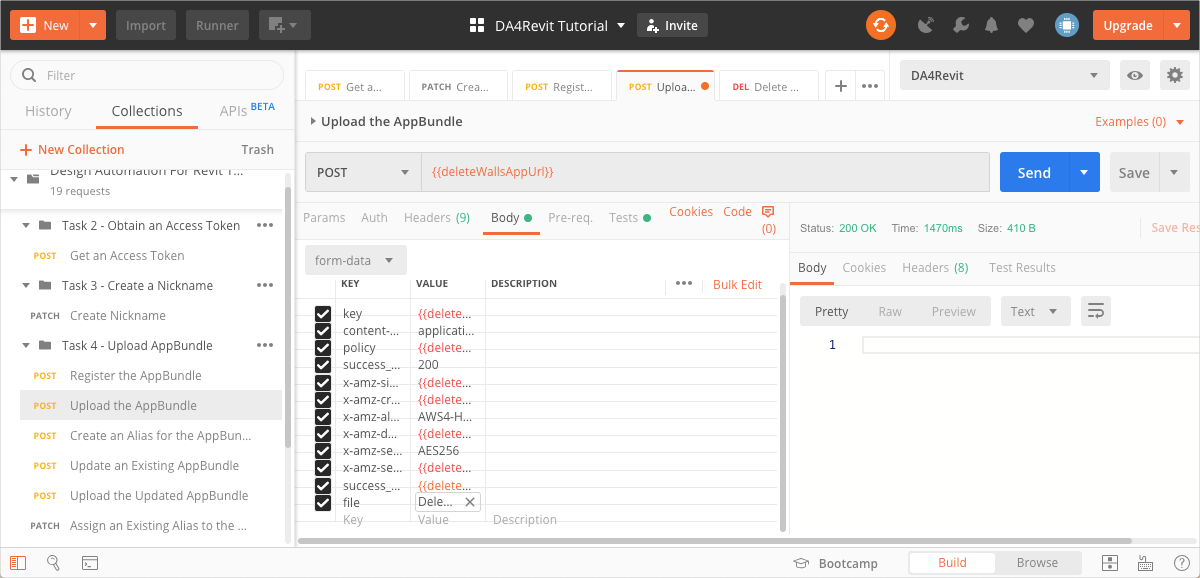 New Import Runner DA4Revit Tutorial Invite Upgrade
Filter
History Collections APIs BETA
New Collection Trash
Design Automation For Revit T...
19 requests
Task 2 - Obtain an Access Token
POST Get an Access Token
Task 3 - Create a Nickname
PATCH Create Nickname
Task 4 - Upload AppBundle
POST Register the AppBundle
POST Upload the AppBundle
POST Create an Alias for the AppBun...
POST Update an Existing AppBundle
POST Upload the Updated AppBundle
PATCH Assign an Existing Alias to the ...
POST Get a... PATCH Crea... POST Regist... POST Uploa... DEL Delete ...
DA4Revit
Upload the AppBundle Examples (0)
POST {{deleteWallsAppUrl}} Send Save
Params Auth Headers (9) Body Pre-req. Tests Cookies Code (0)
form-data
KEY VALUE DESCRIPTION Bulk Edit
key {{delete...
content-... applicati...
policy {{delete...
success_... 200
x-amz-si... {{delete...
x-amz-cr... {{delete...
x-amz-al... AWS4-H...
x-amz-d... {{delete...
x-amz-se... AES256
x-amz-se... {{delete...
success_... {{delete...
file Dele...
Key Value Description
Status: 200 OK Time: 1470ms Size: 410 B Save Res
Body Cookies Headers (8) Test Results
Pretty Raw Preview Text
1
Bootcamp Build Browse